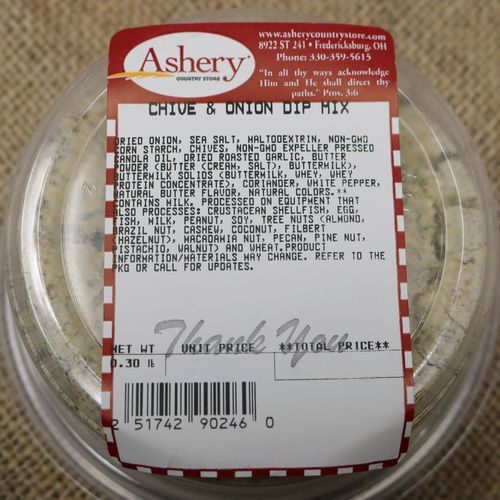 Ashery
COUNTRY STORE
www.asherycountrystore.com
8922 ST 241 • Fredericksburg, OH
Phone: 330-359-5615
"In all thy ways acknowledge
Him and He shall direct thy
paths." Prov. 3:6
CHIVE & ONION DIP MIX
DRIED ONION, SEA SALT, MALTODEXTRIN, NON-GMO
CORN STARCH, CHIVES, NON-GMO EXPELLER PRESSED
CANOLA OIL, DRIED ROASTED GARLIC, BUTTER
POWDER <BUTTER <CREAM, SALT>, BUTTERMILK>,
BUTTERMILK SOLIDS <BUTTERMILK, WHEY, WHEY
PROTEIN CONCENTRATE>, CORIANDER, WHITE PEPPER,
NATURAL BUTTER FLAVOR, NATURAL COLORS.**
CONTAINS MILK. PROCESSED ON EQUIPMENT THAT
ALSO PROCESSES: CRUSTACEAN SHELLFISH, EGG,
FISH, MILK, PEANUT, SOY, TREE NUTS <ALMOND,
BRAZIL NUT, CASHEW, COCONUT, FILBERT
<HAZELNUT>, MACADAMIA NUT, PECAN, PINE NUT,
PISTACHIO, WALNUT> AND WHEAT.PRODUCT
INFORMATION/MATERIALS MAY CHANGE. REFER TO THE
PKG OR CALL FOR UPDATES.
Thank You
NET WT UNIT PRICE **TOTAL PRICE**
0.30 lb
2 51742 90246 0